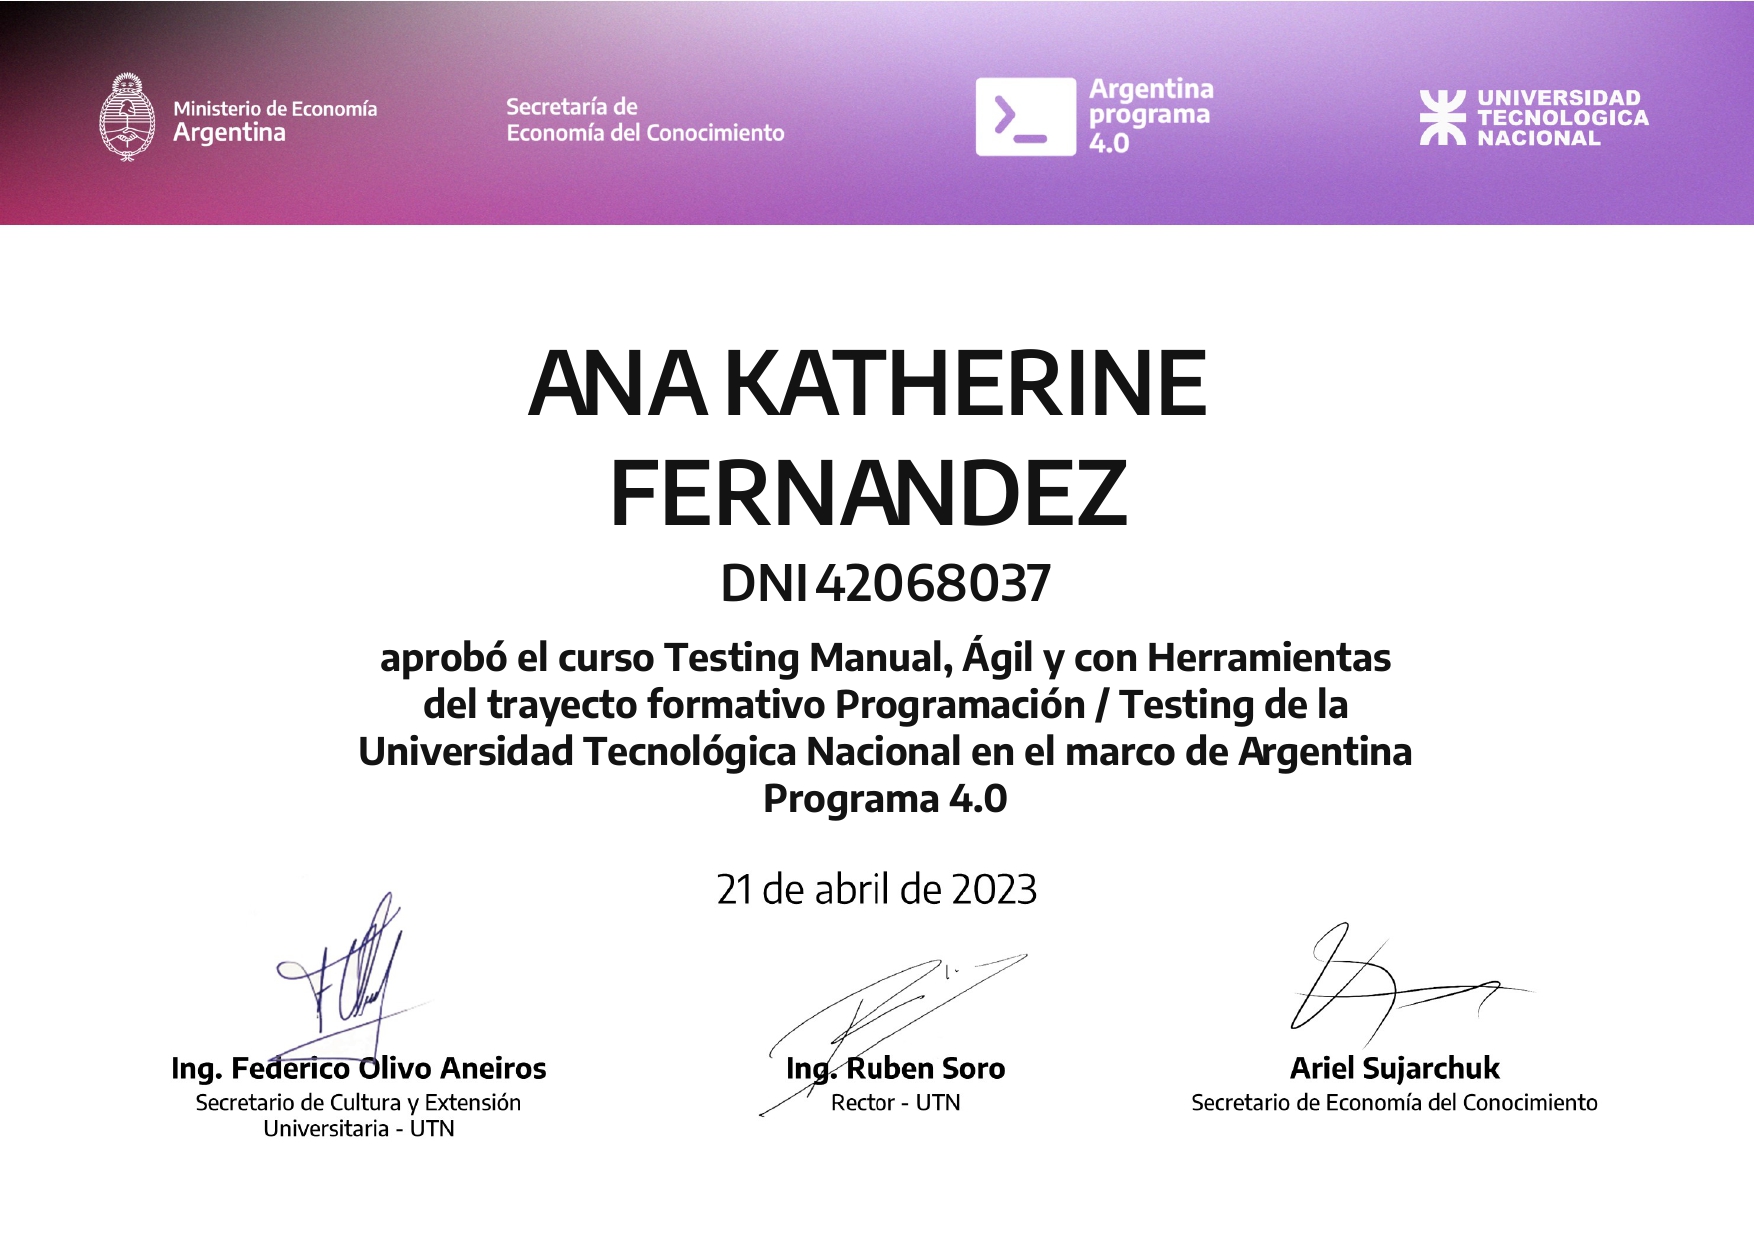 Ministerio de Economía
Argentina
Secretaría de
Economía del Conocimiento
Argentina
programa
4.0
UNIVERSIDAD
TECNOLOGICA
NACIONAL
ANA KATHERINE
FERNANDEZ
DNI 42068037
aprobó el curso Testing Manual, Ágil y con Herramientas
del trayecto formativo Programación / Testing de la
Universidad Tecnológica Nacional en el marco de Argentina
Programa 4.0
21 de abril de 2023
Ing. Federico Olivo Aneiros
Secretario de Cultura y Extensión
Universitaria - UTN
Ing. Ruben Soro
Rector - UTN
Ariel Sujarchuk
Secretario de Economía del Conocimiento